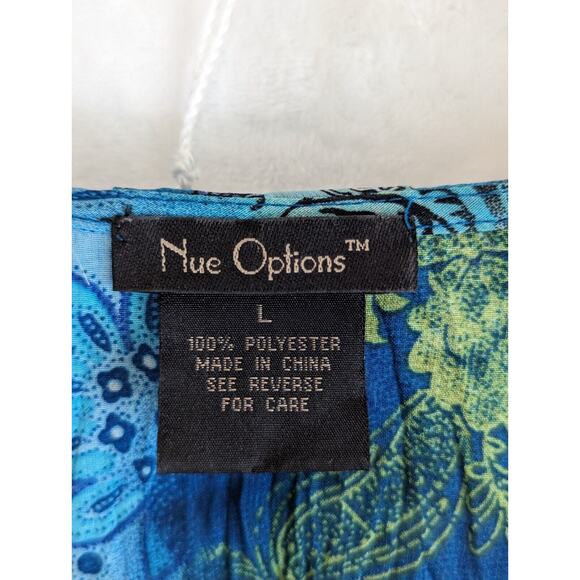 Nue Options™
L
100% POLYESTER
MADE IN CHINA
SEE REVERSE
FOR CARE